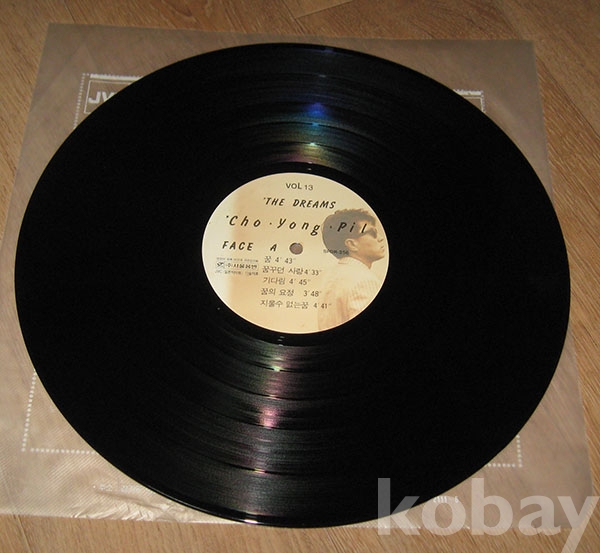 JV
VOL 13
"THE DREAMS
"Cho.Yong.Pil
FACE A
꿈 4'43"
꿈꾸던 사랑 4'33"
기다림 4'45"
꿈의 요정 3'48"
지울수 없는꿈 4'41"
kobay